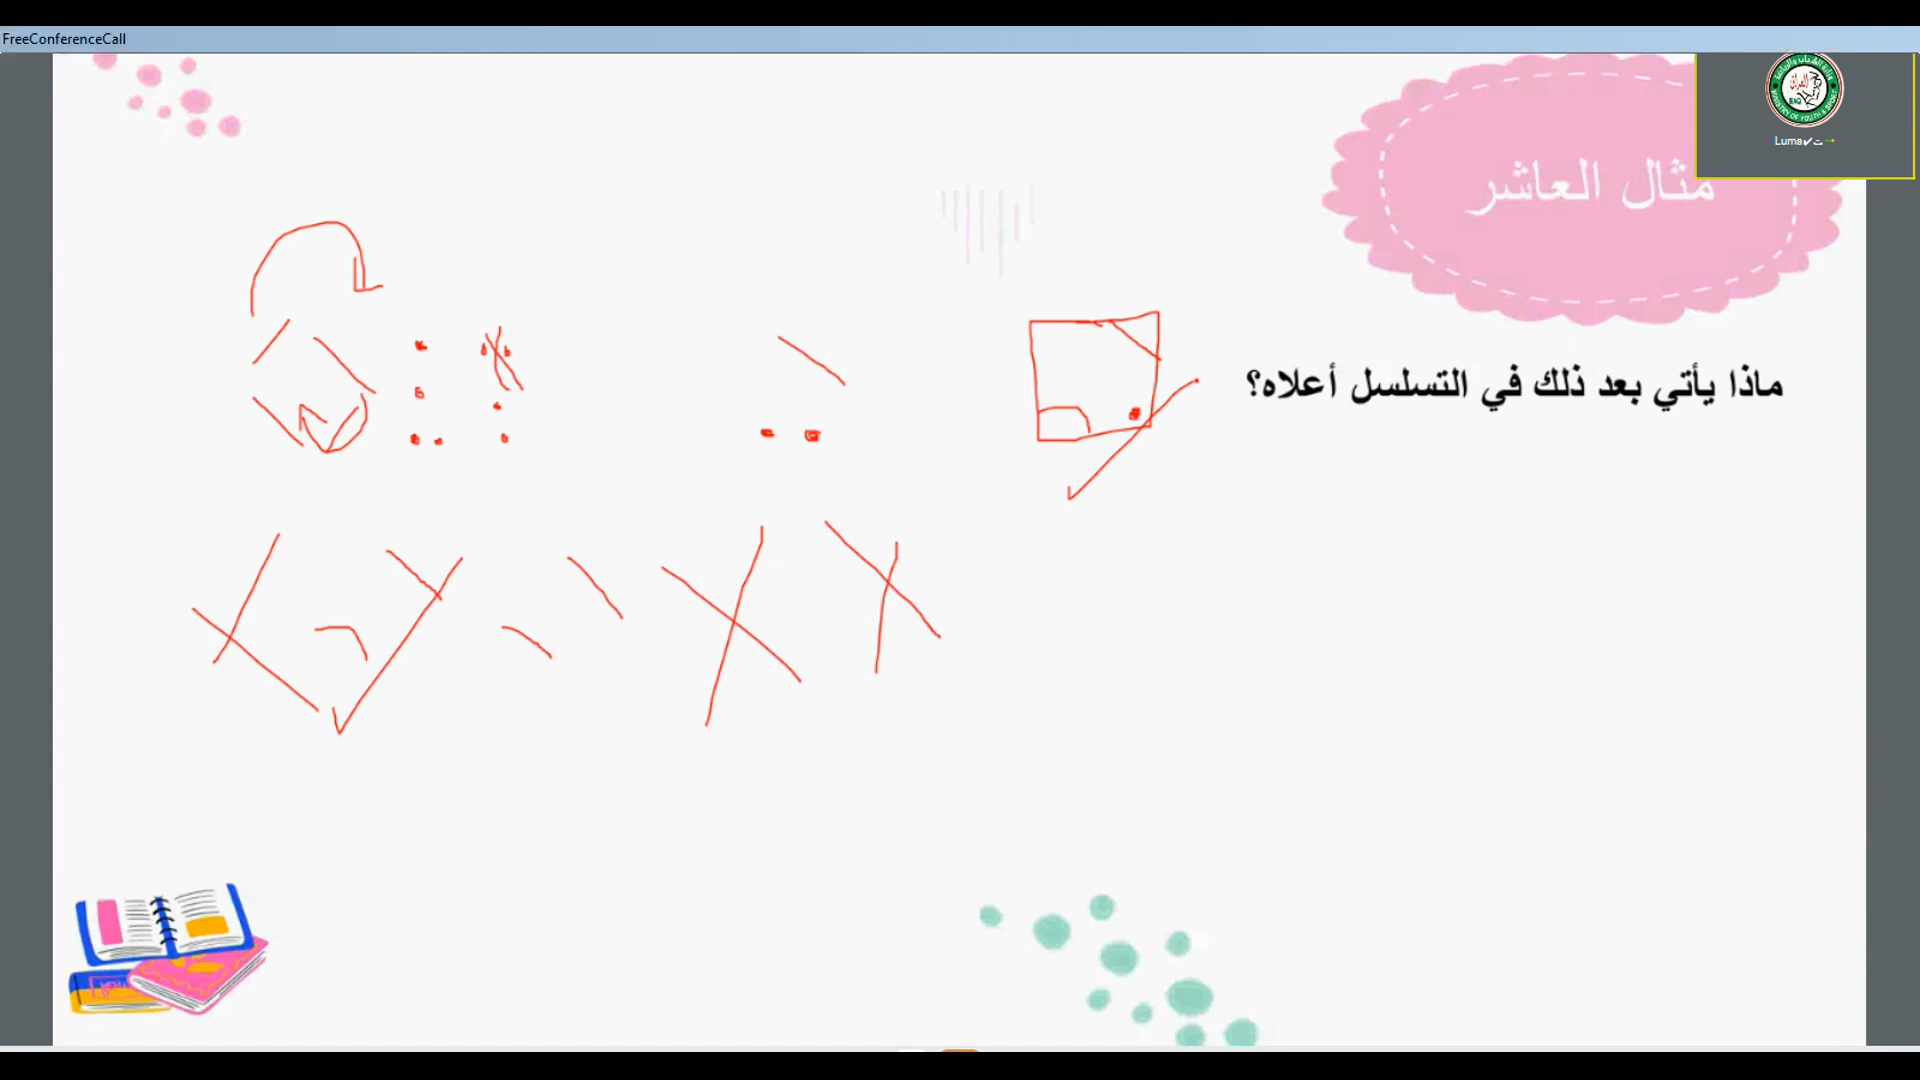 FreeConferenceCall
Luma✔ت→
مثال العاشر
ماذا يأتي بعد ذلك في التسلسل أعلاه؟